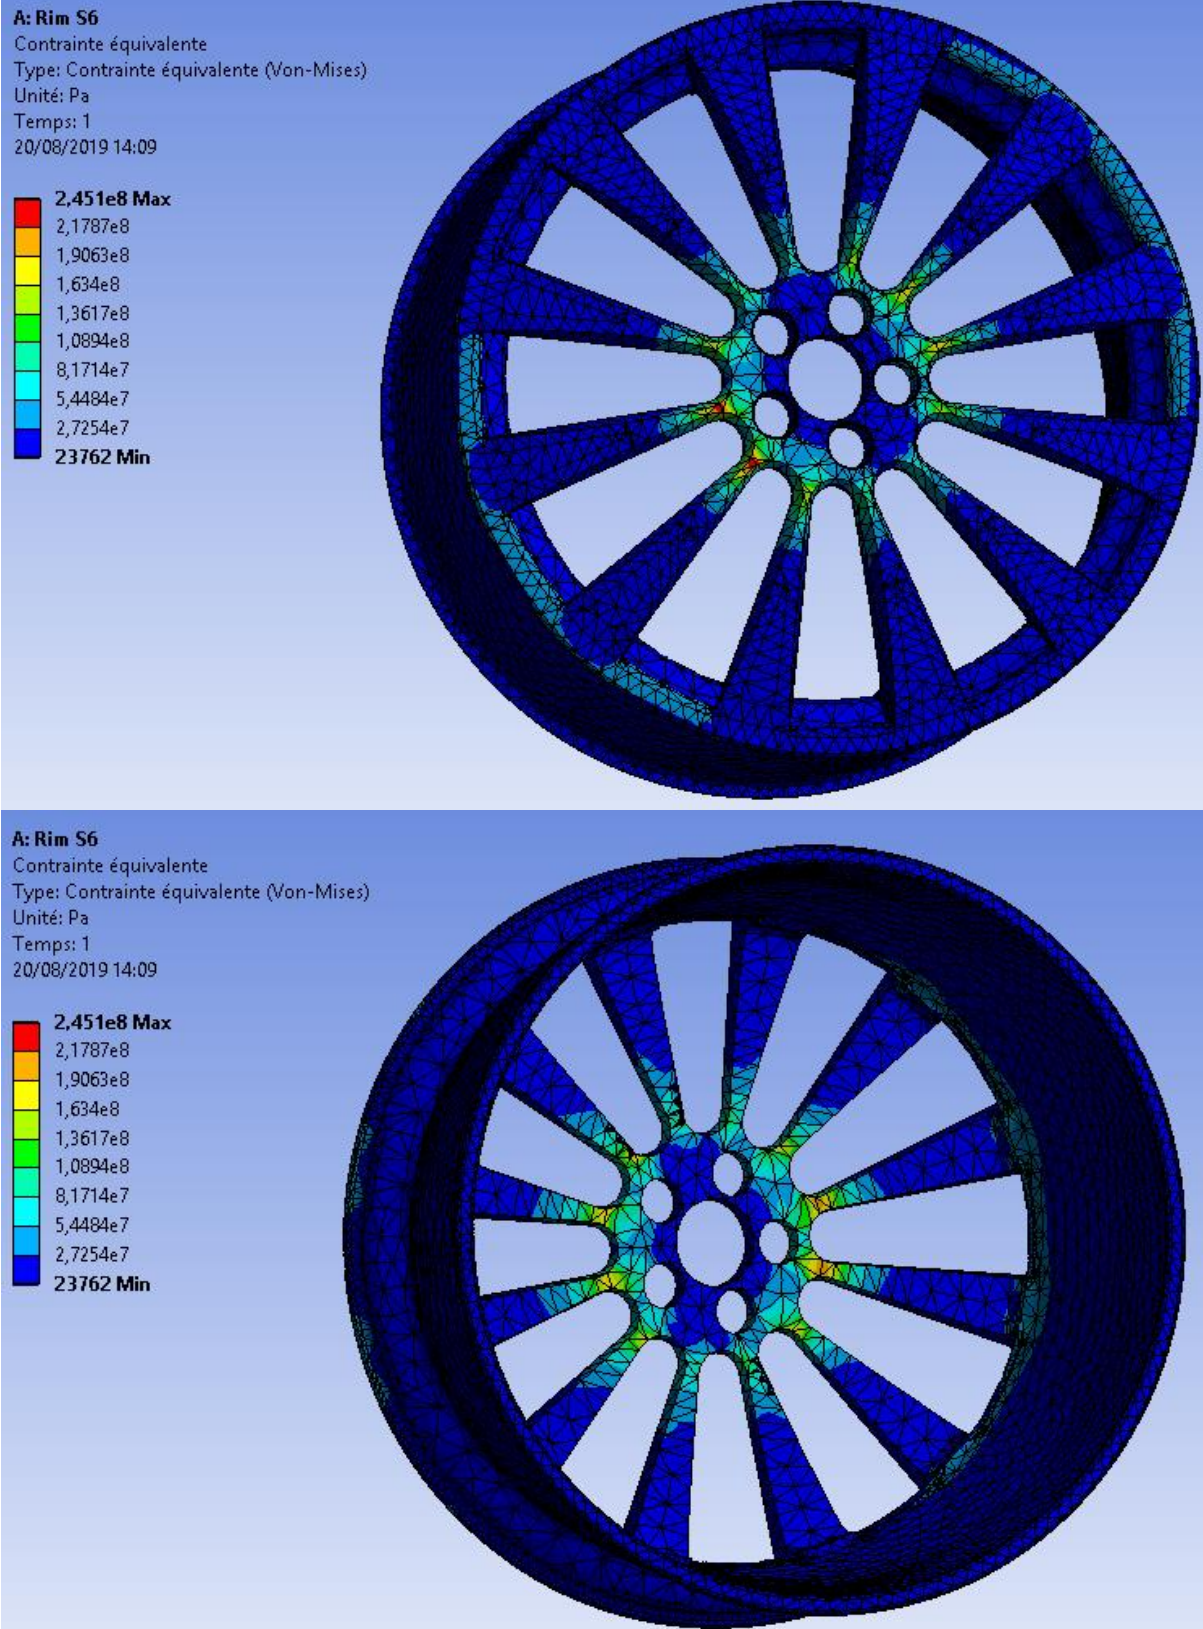 A: Rim S6
Contrainte équivalente
Type: Contrainte équivalente (Von-Mises)
Unité: Pa
Temps: 1
20/08/2019 14:09
2,451e8 Max
2,1787e8
1,9063e8
1,634e8
1,3617e8
1,0894e8
8,1714e7
5,4484e7
2,7254e7
23762 Min
A: Rim S6
Contrainte équivalente
Type: Contrainte équivalente (Von-Mises)
Unité: Pa
Temps: 1
20/08/2019 14:09
2,451e8 Max
2,1787e8
1,9063e8
1,634e8
1,3617e8
1,0894e8
8,1714e7
5,4484e7
2,7254e7
23762 Min